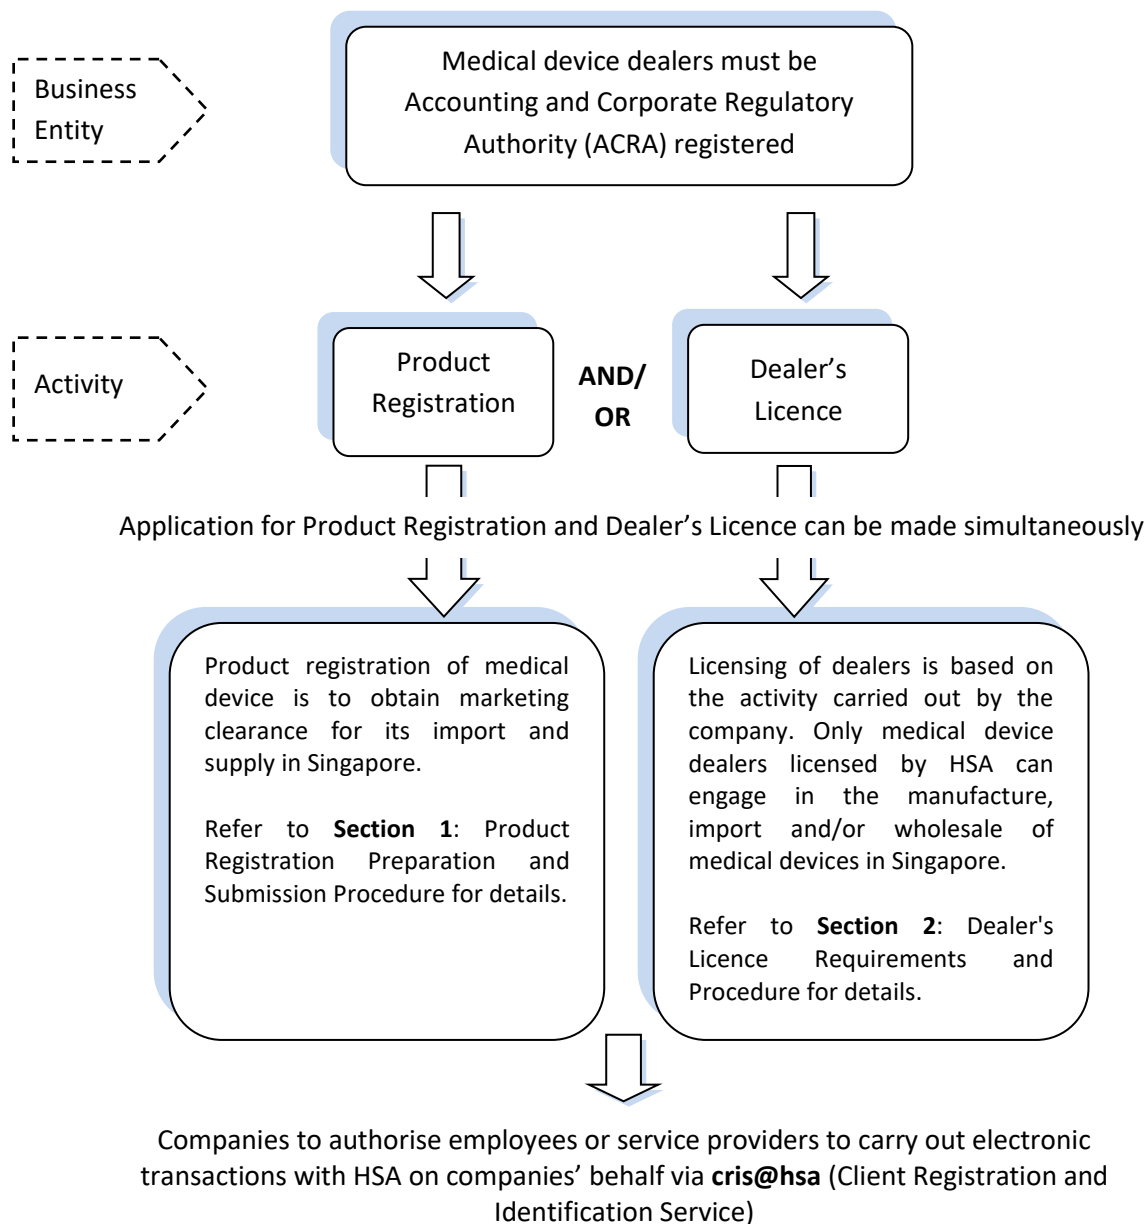 Business
Entity
Medical device dealers must be
Accounting and Corporate Regulatory
Authority (ACRA) registered
Activity
Product
Registration
AND/
OR
Dealer’s
Licence
Application for Product Registration and Dealer’s Licence can be made simultaneously
Product registration of medical
device is to obtain marketing
clearance for its import and
supply in Singapore.
Refer to Section 1: Product
Registration Preparation and
Submission Procedure for details.
Licensing of dealers is based on
the activity carried out by the
company. Only medical device
dealers licensed by HSA can
engage in the manufacture,
import and/or wholesale of
medical devices in Singapore.
Refer to Section 2: Dealer's
Licence Requirements and
Procedure for details.
Companies to authorise employees or service providers to carry out electronic
transactions with HSA on companies’ behalf via cris@hsa (Client Registration and
Identification Service)